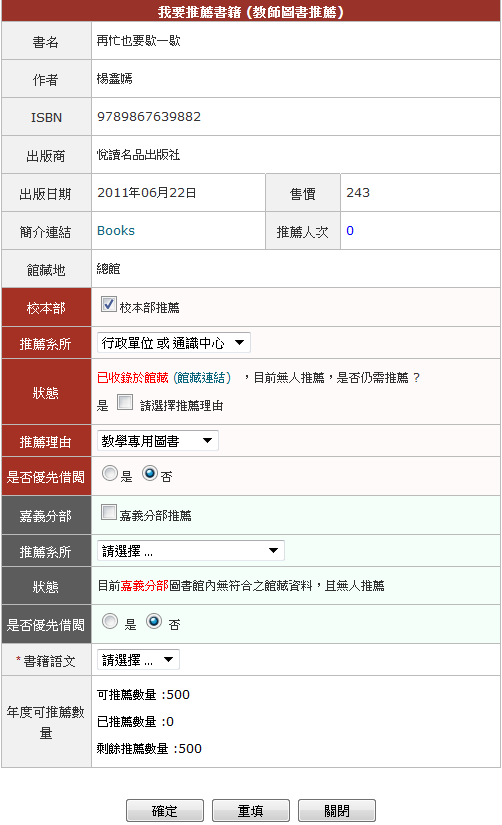 我要推薦書籍 (教師圖書推薦)
書名 再忙也要歇一歇
作者 楊鑫嫣
ISBN 9789867639882
出版商 悅讀名品出版社
出版日期 2011年06月22日 售價 243
簡介連結 Books 推薦人次 0
館藏地 總館
校本部 校本部推薦
推薦系所 行政單位 或 通識中心
狀態 已收錄於館藏 (館藏連結) ，目前無人推薦，是否仍需推薦？
是 請選擇推薦理由
推薦理由 教學專用圖書
是否優先借閱 是 否
嘉義分部 嘉義分部推薦
推薦系所 請選擇 ...
狀態 目前嘉義分部圖書館內無符合之館藏資料，且無人推薦
是否優先借閱 是 否
*書籍語文 請選擇 ...
年度可推薦數量
可推薦數量 :500
已推薦數量 :0
剩餘推薦數量 :500
確定 重填 關閉